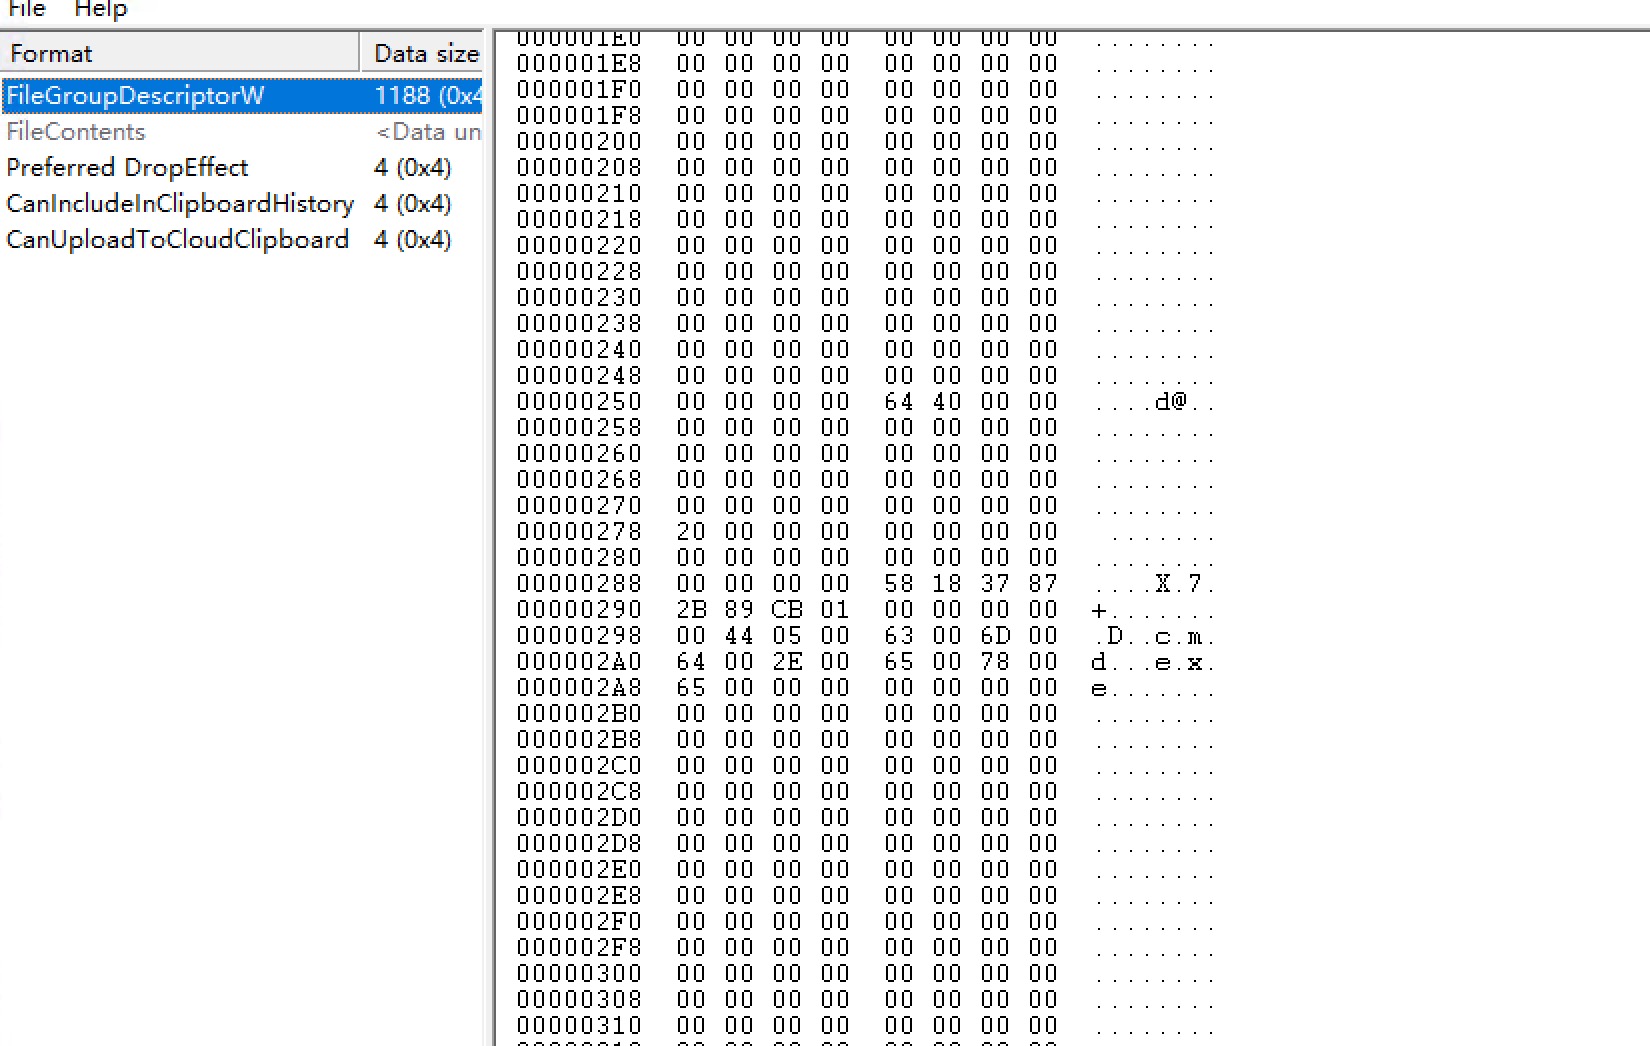 File Help
Format Data size
FileGroupDescriptorW 1188 (0x4
FileContents <Data un
Preferred DropEffect 4 (0x4)
CanIncludeInClipboardHistory 4 (0x4)
CanUploadToCloudClipboard 4 (0x4)
000001E0 00 00 00 00 00 00 00 00 ........
000001E8 00 00 00 00 00 00 00 00 ........
000001F0 00 00 00 00 00 00 00 00 ........
000001F8 00 00 00 00 00 00 00 00 ........
00000200 00 00 00 00 00 00 00 00 ........
00000208 00 00 00 00 00 00 00 00 ........
00000210 00 00 00 00 00 00 00 00 ........
00000218 00 00 00 00 00 00 00 00 ........
00000220 00 00 00 00 00 00 00 00 ........
00000228 00 00 00 00 00 00 00 00 ........
00000230 00 00 00 00 00 00 00 00 ........
00000238 00 00 00 00 00 00 00 00 ........
00000240 00 00 00 00 00 00 00 00 ........
00000248 00 00 00 00 00 00 00 00 ........
00000250 00 00 00 00 64 40 00 00 ....d@..
00000258 00 00 00 00 00 00 00 00 ........
00000260 00 00 00 00 00 00 00 00 ........
00000268 00 00 00 00 00 00 00 00 ........
00000270 00 00 00 00 00 00 00 00 ........
00000278 20 00 00 00 00 00 00 00  .......
00000280 00 00 00 00 00 00 00 00 ........
00000288 00 00 00 00 58 18 37 87 ....X.7.
00000290 2B 89 CB 01 00 00 00 00 +.......
00000298 00 44 05 00 63 00 6D 00 .D..c.m.
000002A0 64 00 2E 00 65 00 78 00 d...e.x.
000002A8 65 00 00 00 00 00 00 00 e.......
000002B0 00 00 00 00 00 00 00 00 ........
000002B8 00 00 00 00 00 00 00 00 ........
000002C0 00 00 00 00 00 00 00 00 ........
000002C8 00 00 00 00 00 00 00 00 ........
000002D0 00 00 00 00 00 00 00 00 ........
000002D8 00 00 00 00 00 00 00 00 ........
000002E0 00 00 00 00 00 00 00 00 ........
000002E8 00 00 00 00 00 00 00 00 ........
000002F0 00 00 00 00 00 00 00 00 ........
000002F8 00 00 00 00 00 00 00 00 ........
00000300 00 00 00 00 00 00 00 00 ........
00000308 00 00 00 00 00 00 00 00 ........
00000310 00 00 00 00 00 00 00 00 ........